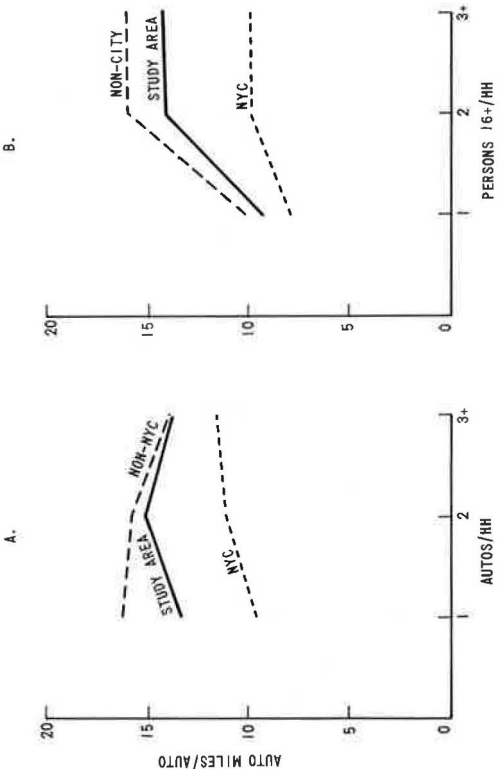 A.
AUTO MILES/AUTO
20
15
10
5
0
NON-NYC
STUDY AREA
NYC
1
2
3+
AUTOS/HH
B.
20
15
10
5
0
NON-CITY
STUDY AREA
NYC
1
2
3+
PERSONS 16+/HH